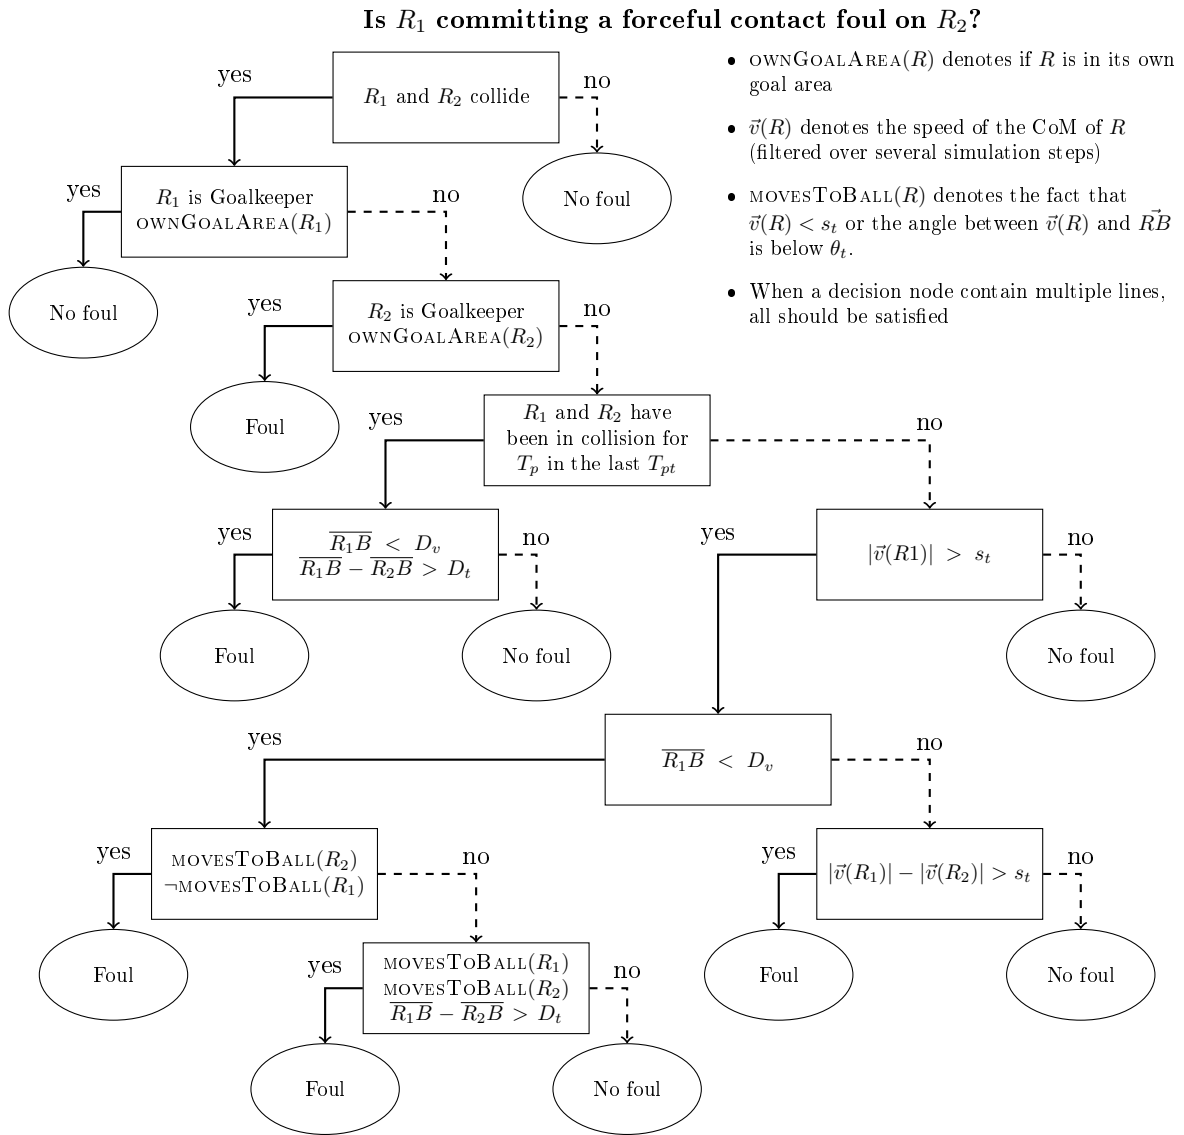 Is R₁ committing a forceful contact foul on R₂?
yes
R₁ and R₂ collide
no
No foul
• OWNGOALAREA(R) denotes if R is in its own
goal area
• v⃗(R) denotes the speed of the CoM of R
(filtered over several simulation steps)
• MOVESTOBALL(R) denotes the fact that
v⃗(R) < sₜ or the angle between v⃗(R) and RB⃗
is below θₜ.
• When a decision node contain multiple lines,
all should be satisfied
yes
R₁ is Goalkeeper
OWNGOALAREA(R₁)
no
No foul
yes
R₂ is Goalkeeper
OWNGOALAREA(R₂)
no
Foul
yes
R₁ and R₂ have
been in collision for
Tₚ in the last Tₚₜ
no
yes
R̅₁B̅ < Dᵥ
R̅₁B̅ − R̅₂B̅ > Dₜ
no
Foul
No foul
yes
|v⃗(R1)| > sₜ
no
No foul
yes
R̅₁B̅ < Dᵥ
no
yes
MOVESTOBALL(R₂)
¬MOVESTOBALL(R₁)
no
Foul
yes
|v⃗(R₁)| − |v⃗(R₂)| > sₜ
no
Foul
No foul
yes
MOVESTOBALL(R₁)
MOVESTOBALL(R₂)
R̅₁B̅ − R̅₂B̅ > Dₜ
no
Foul
No foul